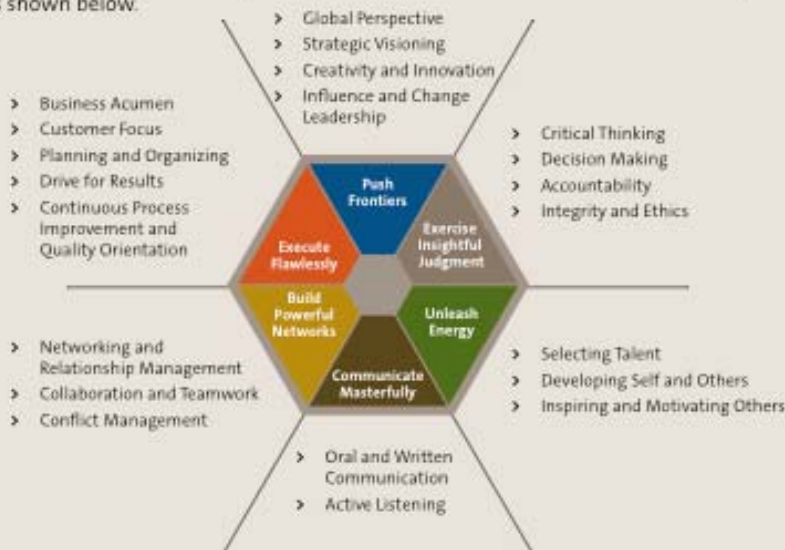 s shown below.
> Global Perspective
> Strategic Visioning
> Creativity and Innovation
> Influence and Change
Leadership
> Business Acumen
> Customer Focus
> Planning and Organizing
> Drive for Results
> Continuous Process
Improvement and
Quality Orientation
> Critical Thinking
> Decision Making
> Accountability
> Integrity and Ethics
Push
Frontiers
Execute
Flawlessly
Exercise
Insightful
Judgment
Build
Powerful
Networks
Unleash
Energy
Communicate
Masterfully
> Networking and
Relationship Management
> Collaboration and Teamwork
> Conflict Management
> Selecting Talent
> Developing Self and Others
> Inspiring and Motivating Others
> Oral and Written
Communication
> Active Listening